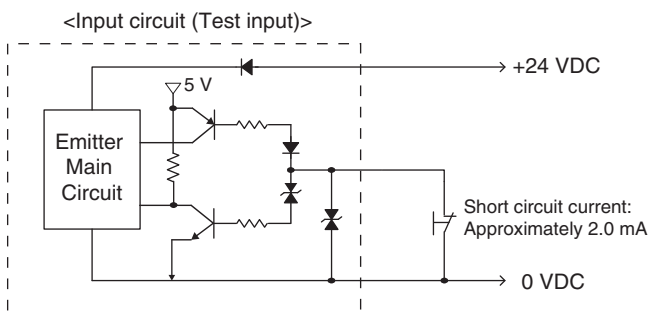 <Input circuit (Test input)>
+24 VDC
5 V
Emitter
Main
Circuit
Short circuit current:
Approximately 2.0 mA
0 VDC